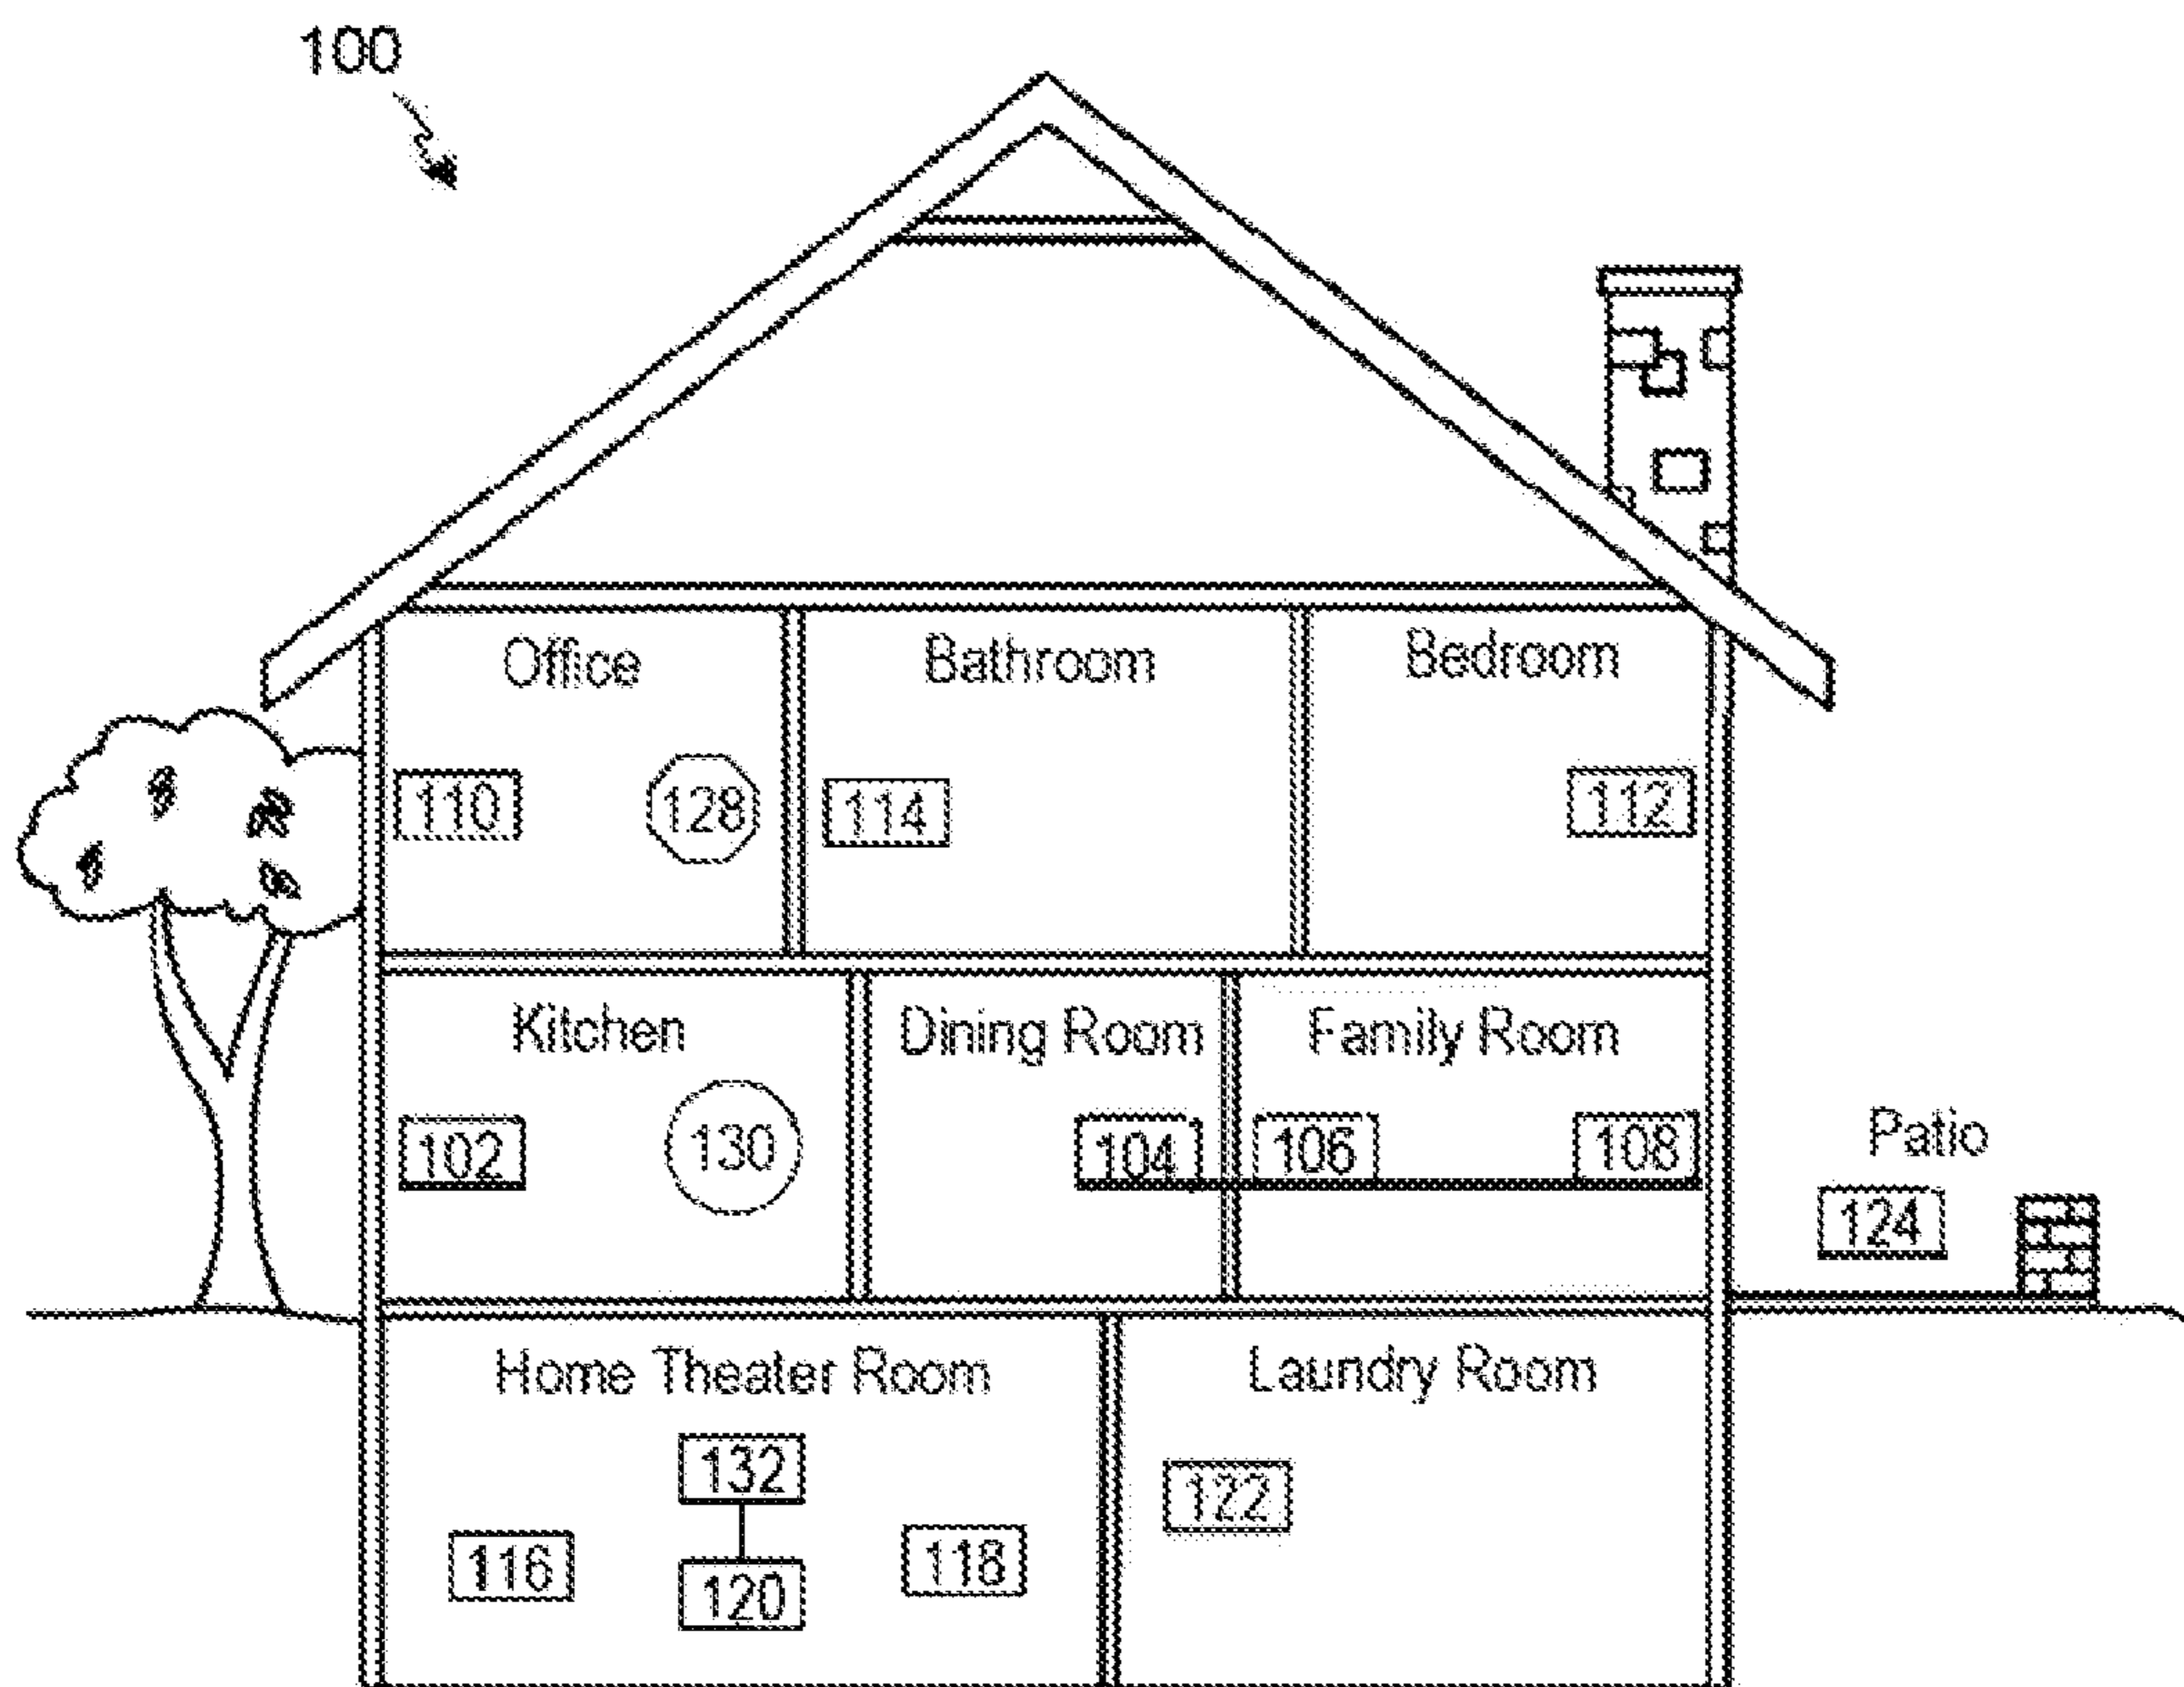 100
Office
Bathroom
Bedroom
110
128
114
112
Kitchen
Dining Room
Family Room
102
130
104
106
108
Patio
124
Home Theater Room
Laundry Room
132
122
116
120
118